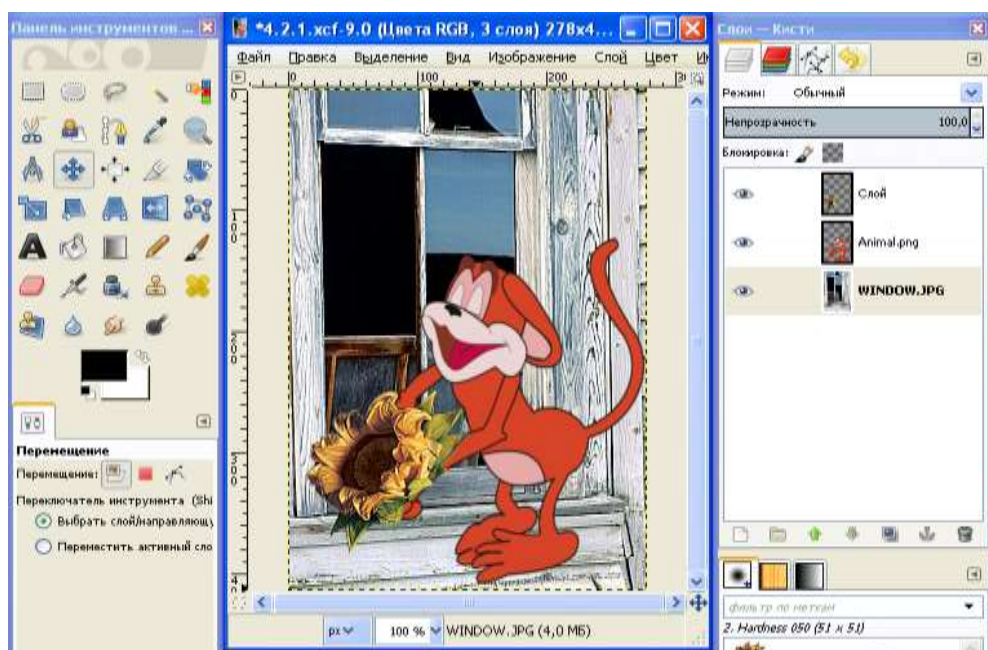 Панель инструментов ...
Перемещение
Перемещение:
Переключатель инструмента (Shi
Выбрать слой/направляющу
Переместить активный сло
*4.2.1.xcf-9.0 (Цвета RGB, 3 слоя) 278x4...
Файл Правка Выделение Вид Изображение Слой Цвет И
0 100 200
px 100 % WINDOW.JPG (4,0 МБ)
Слои — Кисти
Режим: Обычный
Непрозрачность 100,0
Блокировка:
Слой
Animal.png
WINDOW.JPG
фильтр по меткам
2. Hardness 050 (51 x 51)